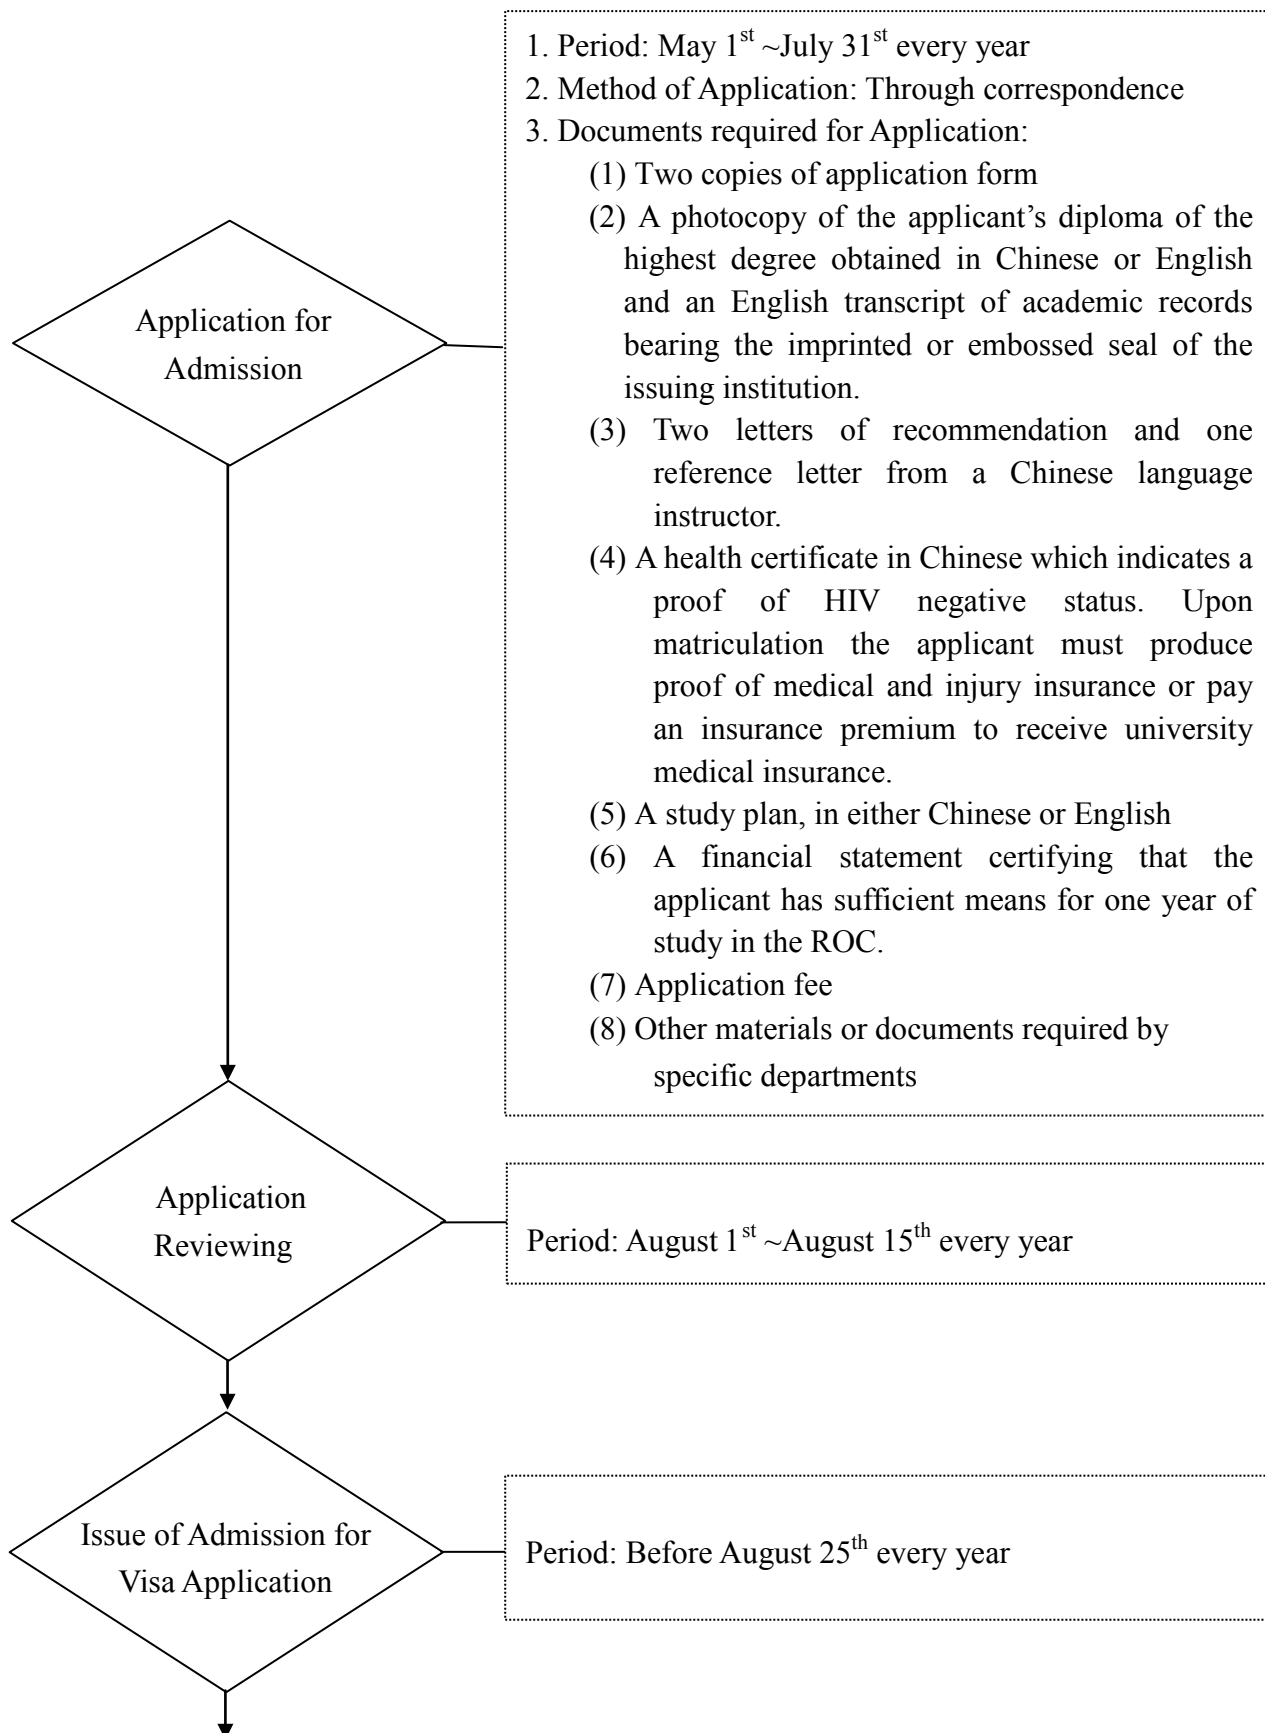 1. Period: May 1st ~July 31st every year
2. Method of Application: Through correspondence
3. Documents required for Application:
(1) Two copies of application form
(2) A photocopy of the applicant’s diploma of the
highest degree obtained in Chinese or English
and an English transcript of academic records
bearing the imprinted or embossed seal of the
issuing institution.
(3) Two letters of recommendation and one
reference letter from a Chinese language
instructor.
(4) A health certificate in Chinese which indicates a
proof of HIV negative status. Upon
matriculation the applicant must produce
proof of medical and injury insurance or pay
an insurance premium to receive university
medical insurance.
(5) A study plan, in either Chinese or English
(6) A financial statement certifying that the
applicant has sufficient means for one year of
study in the ROC.
(7) Application fee
(8) Other materials or documents required by
specific departments
Application for
Admission
Application
Reviewing
Period: August 1st ~August 15th every year
Issue of Admission for
Visa Application
Period: Before August 25th every year